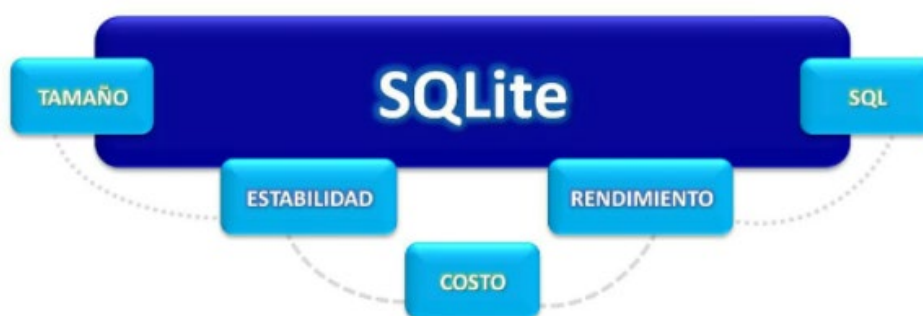 SQLite
TAMAÑO
SQL
ESTABILIDAD
RENDIMIENTO
COSTO